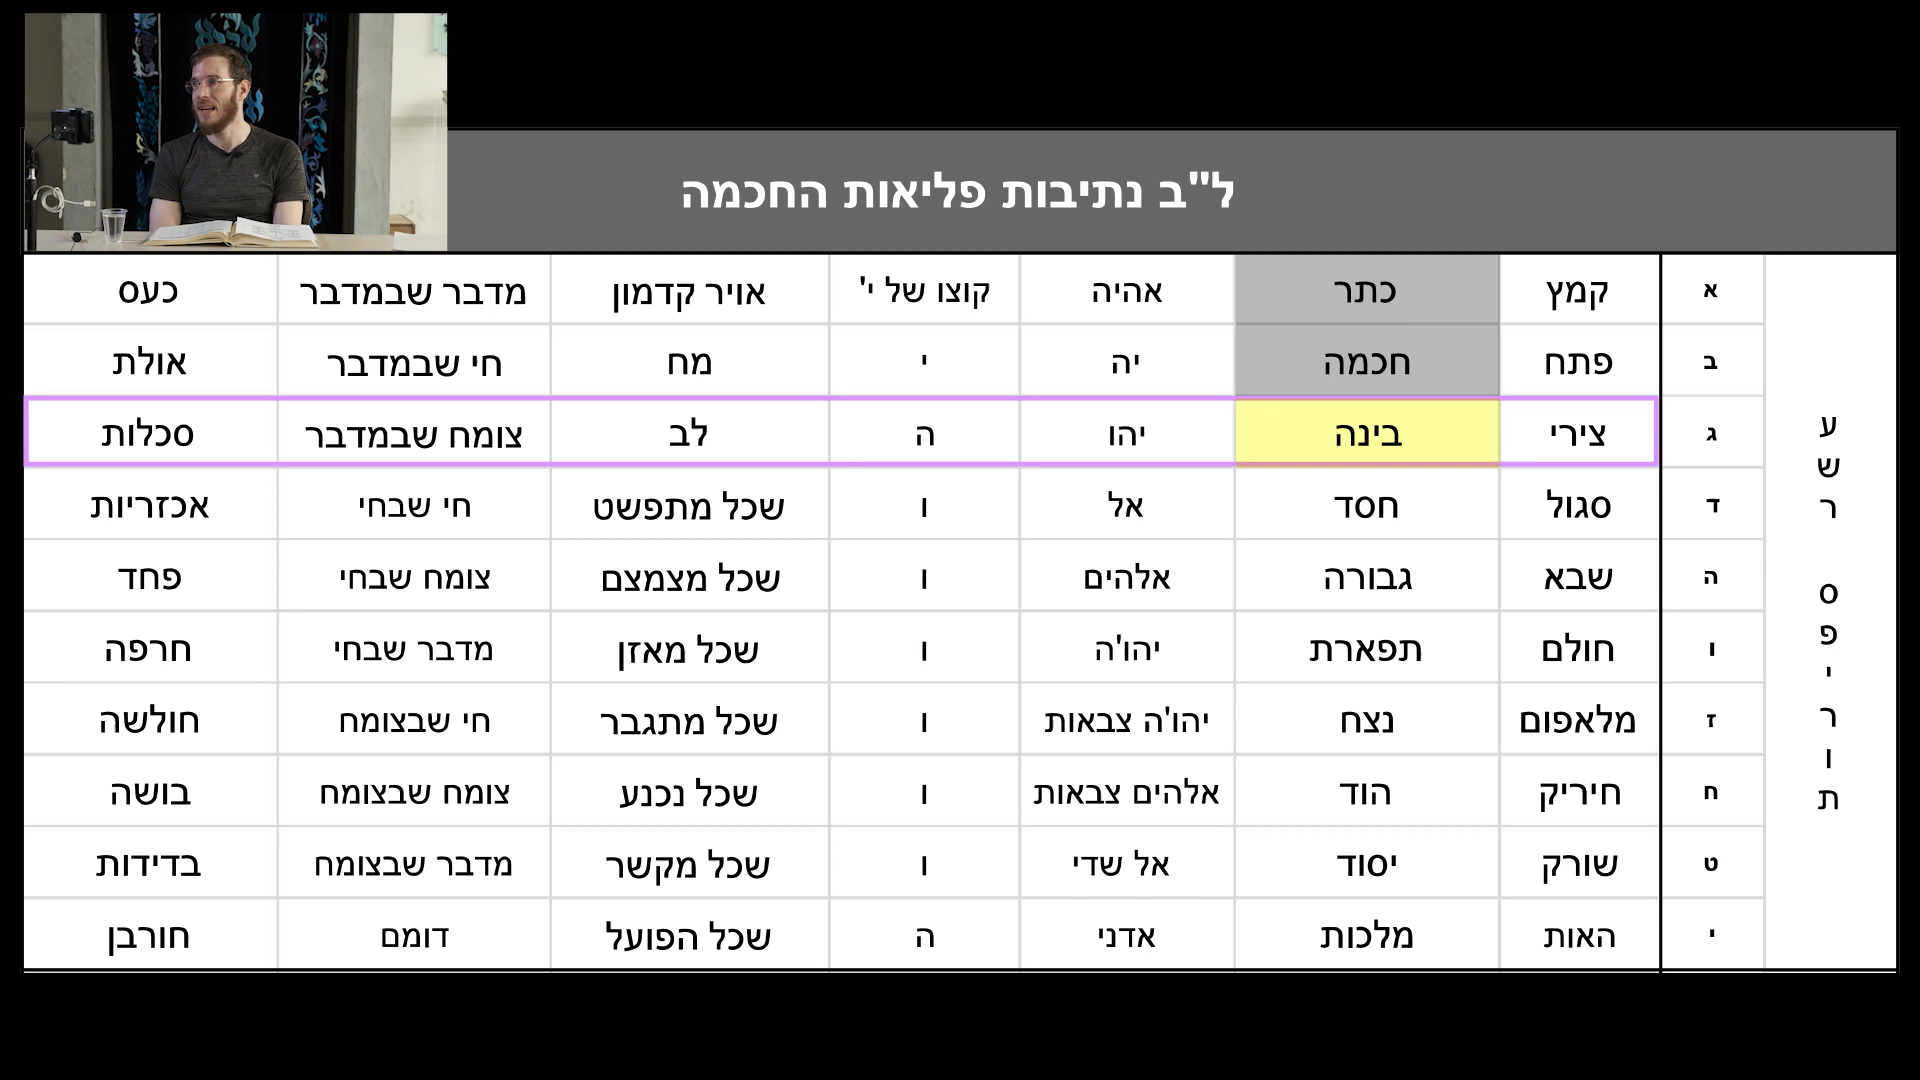 ל"ב נתיבות פליאות החכמה
עשר ספירות
א קמץ כתר אהיה קוצו של י' אויר קדמון מדבר שבמדבר כעס
ב פתח חכמה יה י מח חי שבמדבר אולת
ג צירי בינה יהו ה לב צומח שבמדבר סכלות
ד סגול חסד אל ו שכל מתפשט חי שבחי אכזריות
ה שבא גבורה אלהים ו שכל מצמצם צומח שבחי פחד
ו חולם תפארת יהו'ה ו שכל מאזן מדבר שבחי חרפה
ז מלאפום נצח יהו'ה צבאות ו שכל מתגבר חי שבצומח חולשה
ח חיריק הוד אלהים צבאות ו שכל נכנע צומח שבצומח בושה
ט שורק יסוד אל שדי ו שכל מקשר מדבר שבצומח בדידות
י האות מלכות אדני ה שכל הפועל דומם חורבן